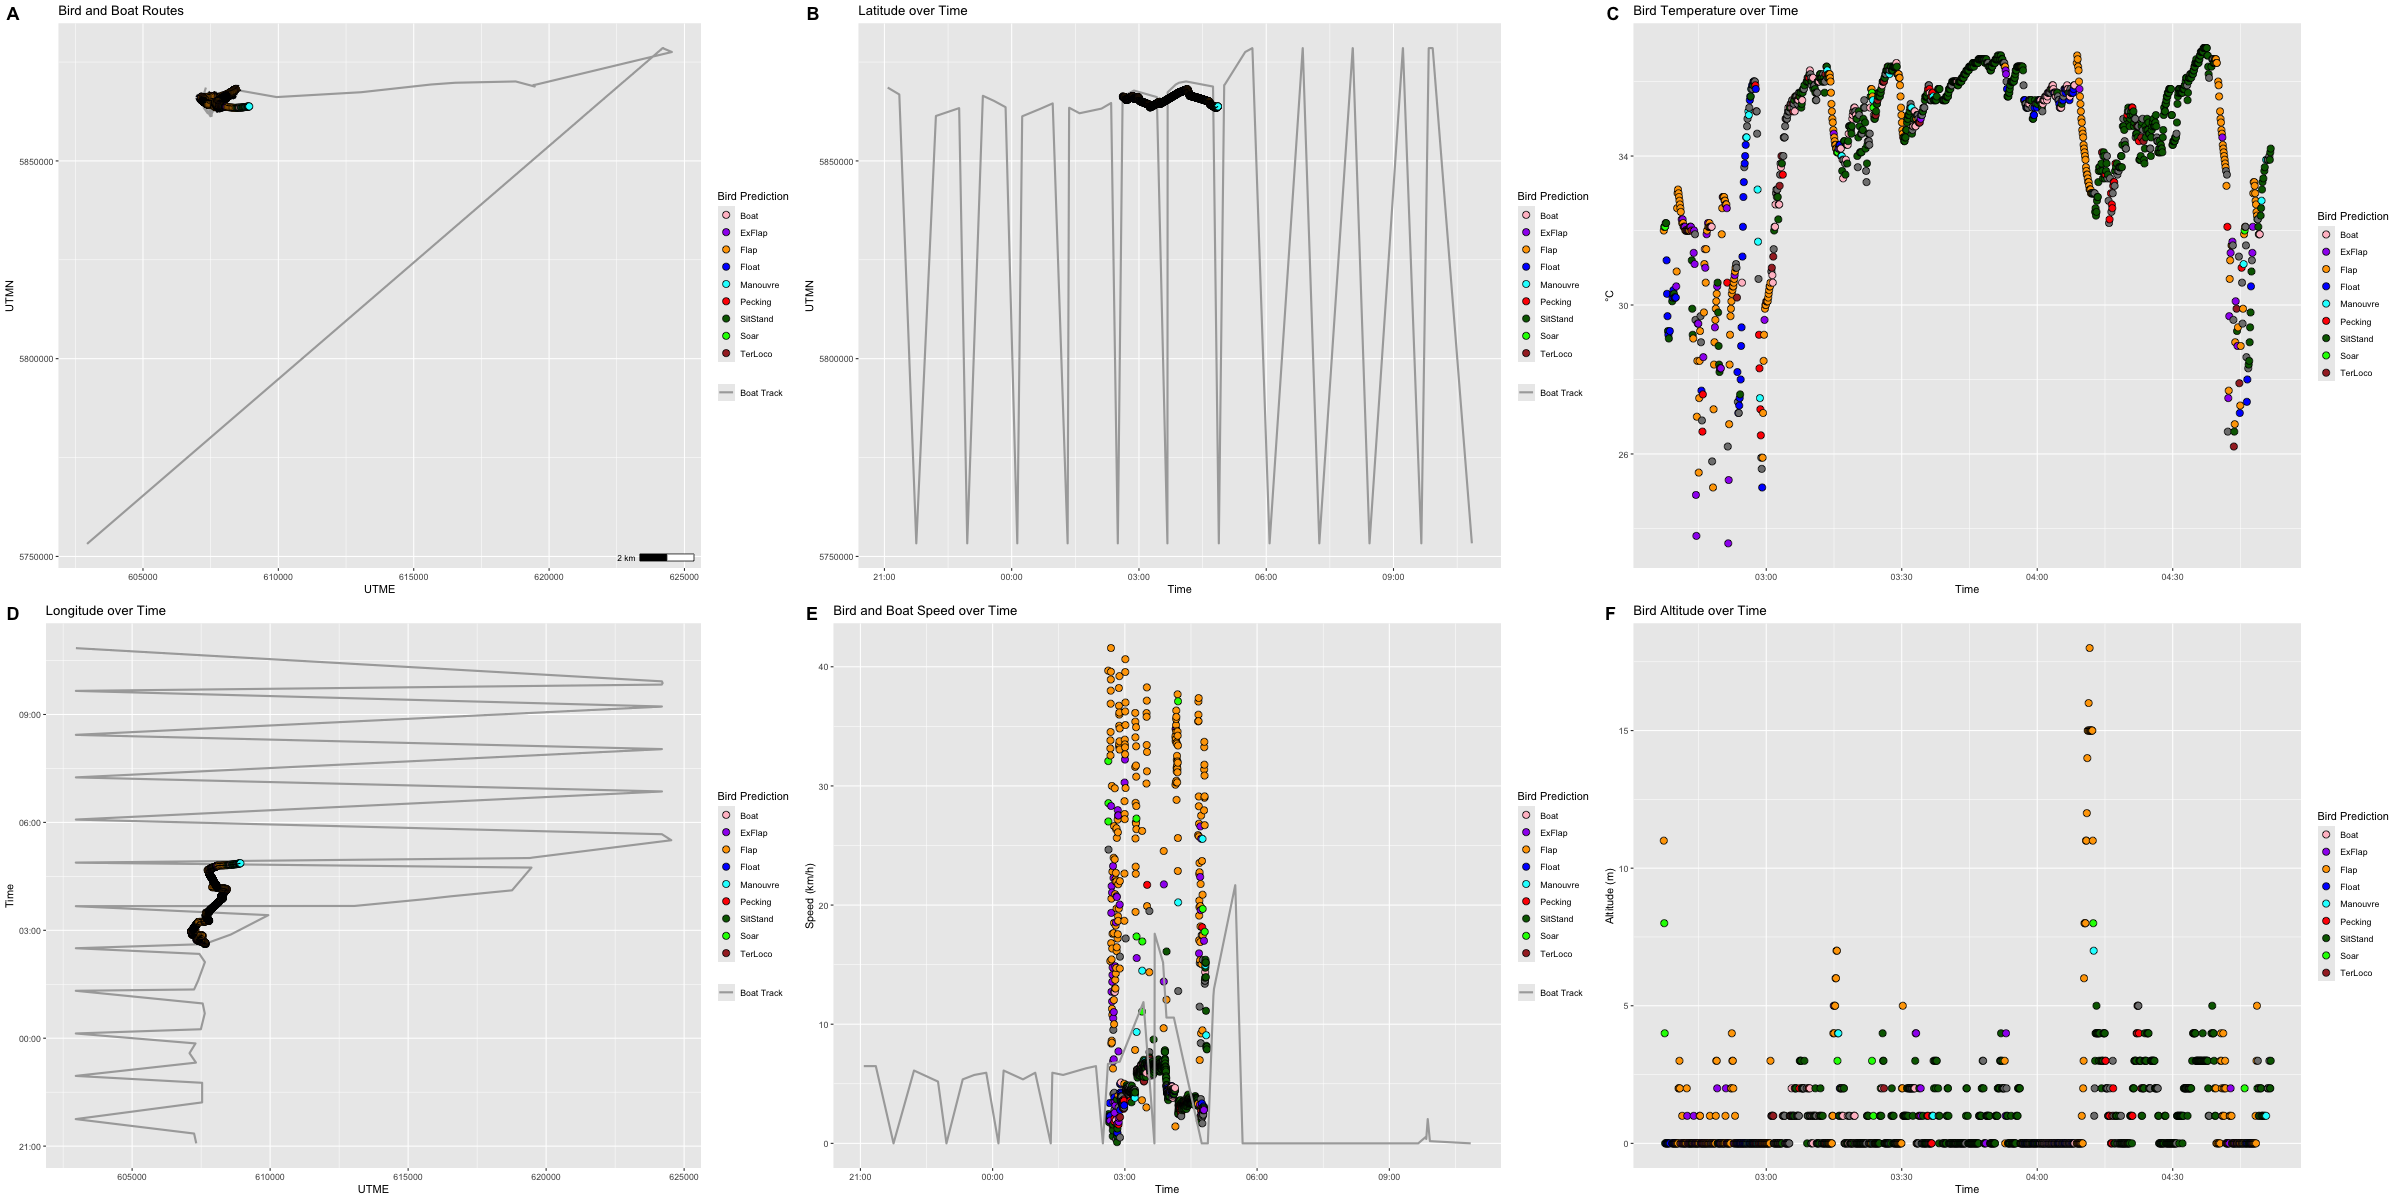 A Bird and Boat Routes
UTMN
5850000
5800000
5750000
605000 610000 615000 620000 625000
UTME
2 km
Bird Prediction
Boat
ExFlap
Flap
Float
Manouvre
Pecking
SitStand
Soar
TerLoco
Boat Track
B Latitude over Time
UTMN
5850000
5800000
5750000
21:00 00:00 03:00 06:00 09:00
Time
Bird Prediction
Boat
ExFlap
Flap
Float
Manouvre
Pecking
SitStand
Soar
TerLoco
Boat Track
C Bird Temperature over Time
°C
34
30
26
03:00 03:30 04:00 04:30
Time
Bird Prediction
Boat
ExFlap
Flap
Float
Manouvre
Pecking
SitStand
Soar
TerLoco
D Longitude over Time
Time
09:00
06:00
03:00
00:00
21:00
605000 610000 615000 620000 625000
UTME
Bird Prediction
Boat
ExFlap
Flap
Float
Manouvre
Pecking
SitStand
Soar
TerLoco
Boat Track
E Bird and Boat Speed over Time
Speed (km/h)
40
30
20
10
0
21:00 00:00 03:00 06:00 09:00
Time
Bird Prediction
Boat
ExFlap
Flap
Float
Manouvre
Pecking
SitStand
Soar
TerLoco
Boat Track
F Bird Altitude over Time
Altitude (m)
15
10
5
0
03:00 03:30 04:00 04:30
Time
Bird Prediction
Boat
ExFlap
Flap
Float
Manouvre
Pecking
SitStand
Soar
TerLoco